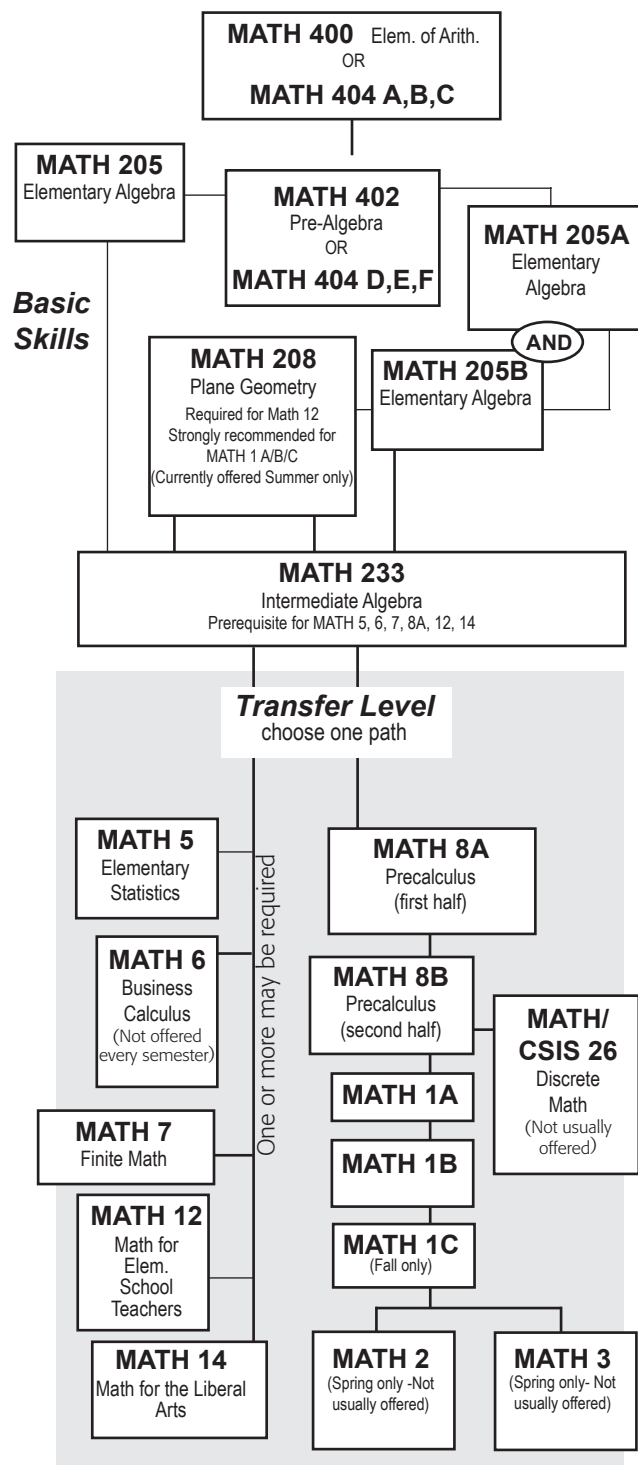 MATH 400 Elem. of Arith.
OR
MATH 404 A,B,C
MATH 205
Elementary Algebra
MATH 402
Pre-Algebra
OR
MATH 404 D,E,F
MATH 205A
Elementary
Algebra
Basic
Skills
AND
MATH 208
Plane Geometry
Required for Math 12
Strongly recommended for
MATH 1 A/B/C
(Currently offered Summer only)
MATH 205B
Elementary Algebra
MATH 233
Intermediate Algebra
Prerequisite for MATH 5, 6, 7, 8A, 12, 14
Transfer Level
choose one path
One or more may be required
MATH 5
Elementary
Statistics
MATH 6
Business
Calculus
(Not offered
every semester)
MATH 7
Finite Math
MATH 12
Math for
Elem.
School
Teachers
MATH 14
Math for the Liberal
Arts
MATH 8A
Precalculus
(first half)
MATH 8B
Precalculus
(second half)
MATH/
CSIS 26
Discrete
Math
(Not usually
offered)
MATH 1A
MATH 1B
MATH 1C
(Fall only)
MATH 2
(Spring only -Not
usually offered)
MATH 3
(Spring only- Not
usually offered)